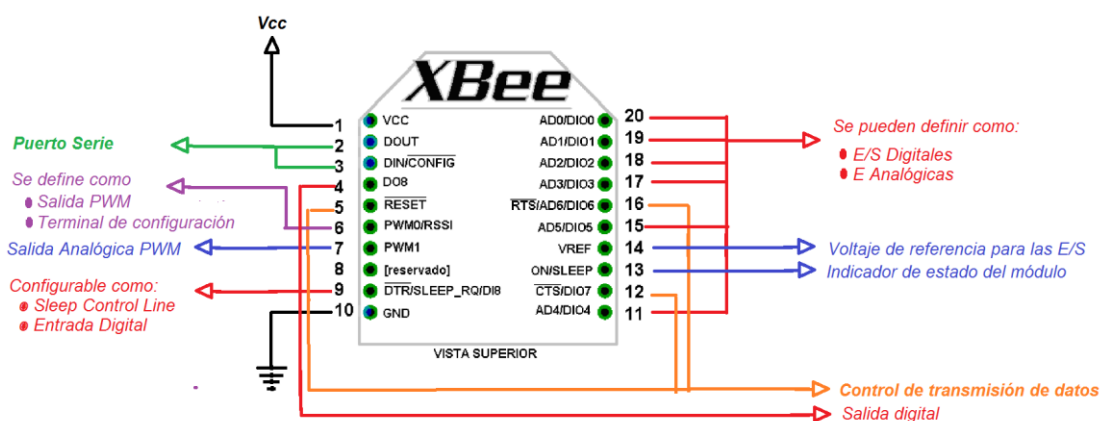 Vcc
XBee
1 VCC
2 DOUT
3 DIN/CONFIG
4 DO8
5 RESET
6 PWM0/RSSI
7 PWM1
8 [reservado]
9 DTR/SLEEP_RQ/DI8
10 GND
AD0/DIO0 20
AD1/DIO1 19
AD2/DIO2 18
AD3/DIO3 17
RTS/AD6/DIO6 16
AD5/DIO5 15
VREF 14
ON/SLEEP 13
CTS/DIO7 12
AD4/DIO4 11
VISTA SUPERIOR
Puerto Serie
Se define como
Salida PWM
Terminal de configuración
Salida Analógica PWM
Configurable como:
Sleep Control Line
Entrada Digital
Se pueden definir como:
E/S Digitales
E Analógicas
Voltaje de referencia para las E/S
Indicador de estado del módulo
Control de transmisión de datos
Salida digital